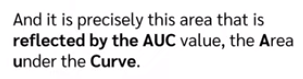 And it is precisely this area that is
reflected by the AUC value, the Area
under the Curve.